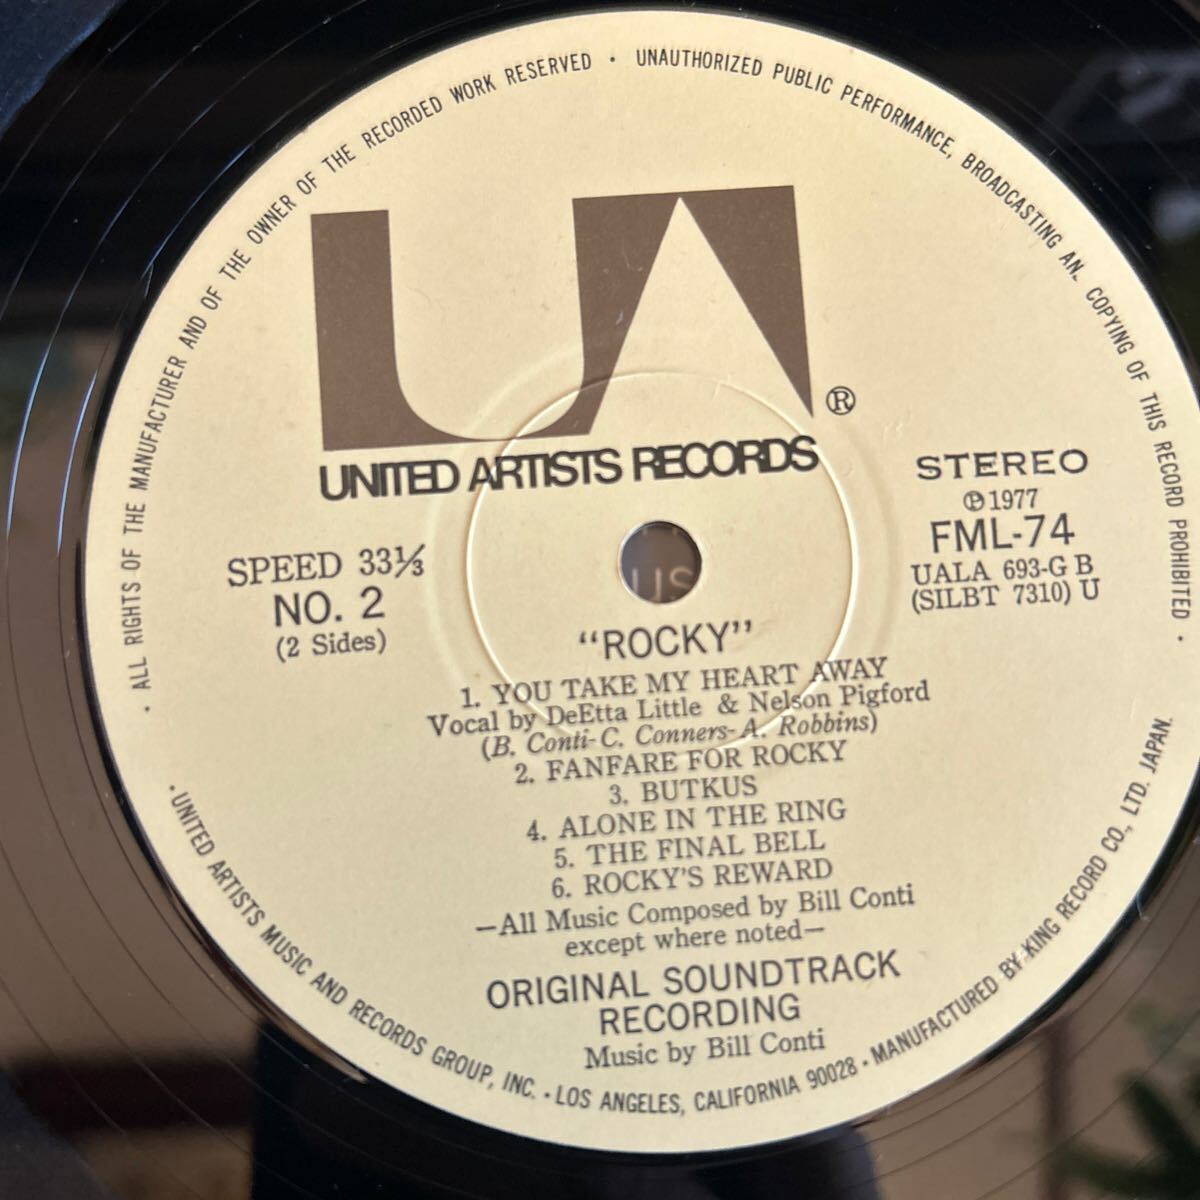 • ALL RIGHTS OF THE MANUFACTURER AND OF THE OWNER OF THE RECORDED WORK RESERVED • UNAUTHORIZED PUBLIC PERFORMANCE, BROADCASTING AN. COPYING OF THIS RECORD PROHIBITED •
UA
®
UNITED ARTISTS RECORDS
STEREO
℗1977
FML-74
UALA 693-G B
(SILBT 7310) U
SPEED 33⅓
NO. 2
(2 Sides)
US
"ROCKY"
1. YOU TAKE MY HEART AWAY
Vocal by DeEtta Little & Nelson Pigford
(B. Conti-C. Conners-A. Robbins)
2. FANFARE FOR ROCKY
3. BUTKUS
4. ALONE IN THE RING
5. THE FINAL BELL
6. ROCKY'S REWARD
—All Music Composed by Bill Conti
except where noted—
ORIGINAL SOUNDTRACK
RECORDING
Music by Bill Conti
• UNITED ARTISTS MUSIC AND RECORDS GROUP, INC. • LOS ANGELES, CALIFORNIA 90028 • MANUFACTURED BY KING RECORD CO., LTD. JAPAN.